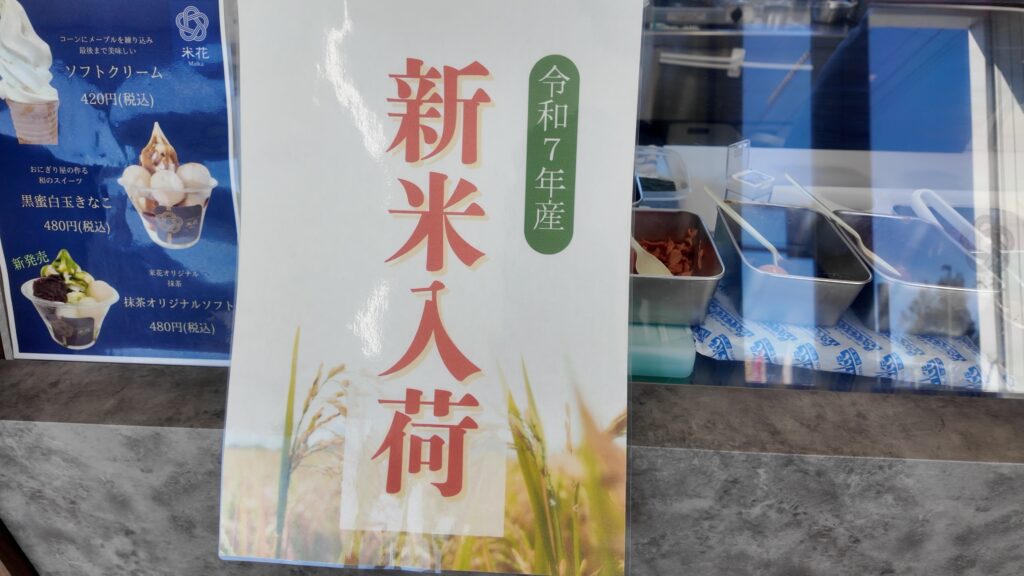 コーンにメープルを練り込み
最後まで美味しい
ソフトクリーム
420円(税込)
米花
Maika
おにぎり屋の作る
和のスイーツ
黒蜜白玉きなこ
480円(税込)
新発売
米花オリジナル
抹茶
抹茶オリジナルソフト
480円(税込)
令和7年産
新米入荷